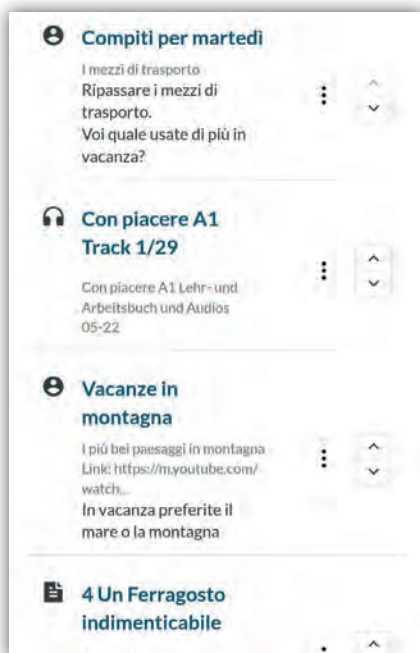 Compiti per martedì
I mezzi di trasporto
Ripassare i mezzi di
trasporto.
Voi quale usate di più in
vacanza?
Con piacere A1
Track 1/29
Con piacere A1 Lehr- und
Arbeitsbuch und Audios
05-22
Vacanze in
montagna
I più bei paesaggi in montagna
Link: https://m.youtube.com/
watch...
In vacanza preferite il
mare o la montagna
4 Un Ferragosto
indimenticabile